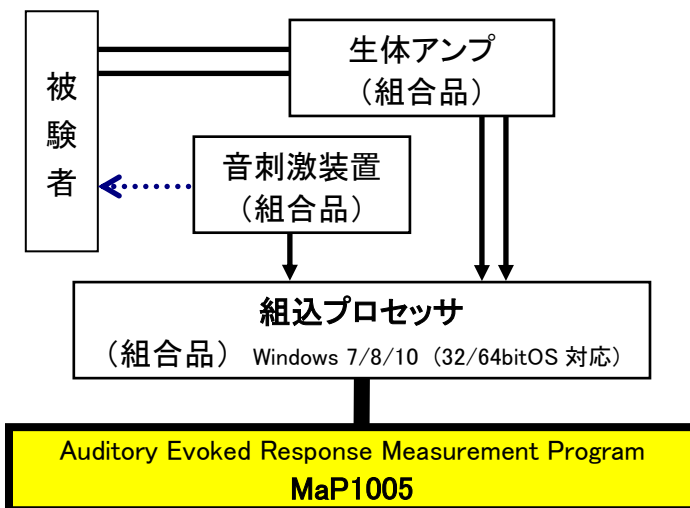 被験者
生体アンプ
（組合品）
音刺激装置
（組合品）
組込プロセッサ
（組合品） Windows 7/8/10 （32/64bitOS 対応）
Auditory Evoked Response Measurement Program
MaP1005